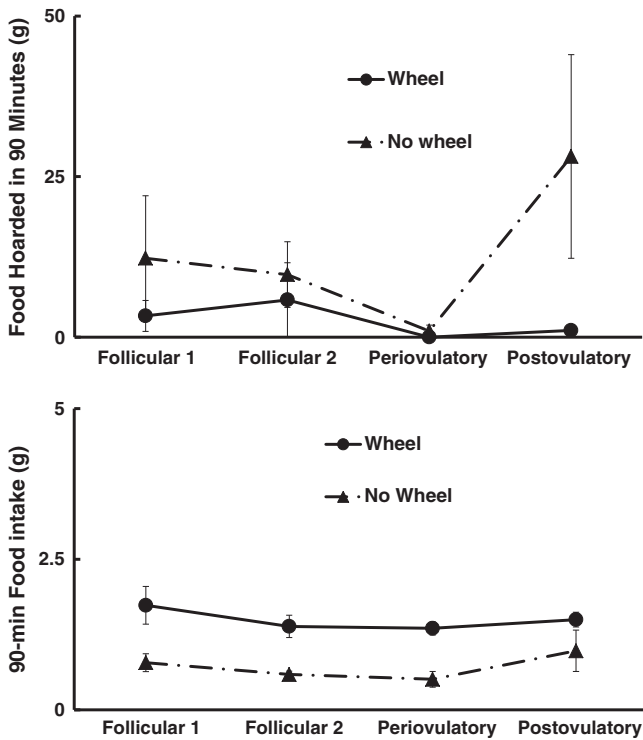 Food Hoarded in 90 Minutes (g)
50
25
0
Wheel
No wheel
Follicular 1 Follicular 2 Periovulatory Postovulatory
90-min Food intake (g)
5
2.5
0
Wheel
No Wheel
Follicular 1 Follicular 2 Periovulatory Postovulatory